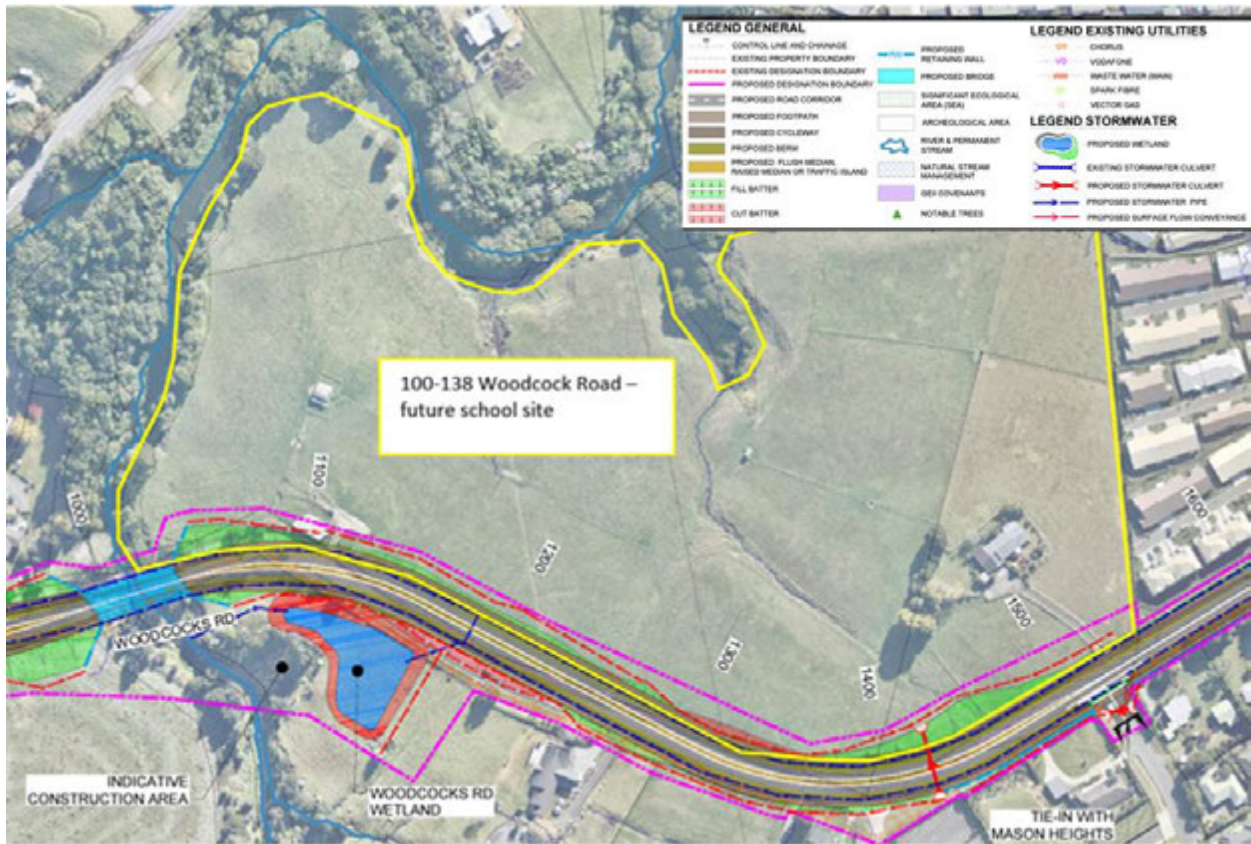 LEGEND GENERAL
CONTROL LINE AND CHAINAGE
EXISTING PROPERTY BOUNDARY
EXISTING DESIGNATION BOUNDARY
PROPOSED DESIGNATION BOUNDARY
PROPOSED ROAD CORRIDOR
PROPOSED FOOTPATH
PROPOSED CYCLEWAY
PROPOSED BERM
PROPOSED FLUSH MEDIAN,
RAISED MEDIAN OR TRAFFIC ISLAND
FILL BATTER
CUT BATTER
PROPOSED
RETAINING WALL
PROPOSED BRIDGE
SIGNIFICANT ECOLOGICAL
AREA (SEA)
ARCHEOLOGICAL AREA
RIVER & PERMANENT
STREAM
NATURAL STREAM
MANAGEMENT
QEII COVENANTS
NOTABLE TREES
LEGEND EXISTING UTILITIES
CHORUS
VODAFONE
WASTE WATER (MAIN)
SPARK FIBRE
VECTOR GAS
LEGEND STORMWATER
PROPOSED WETLAND
EXISTING STORMWATER CULVERT
PROPOSED STORMWATER CULVERT
PROPOSED STORMWATER PIPE
PROPOSED SURFACE FLOW CONVEYANCE
100-138 Woodcock Road –
future school site
1000
1100
1200
1300
1400
1500
1600
WOODCOCKS RD
INDICATIVE
CONSTRUCTION AREA
WOODCOCKS RD
WETLAND
TIE-IN WITH
MASON HEIGHTS